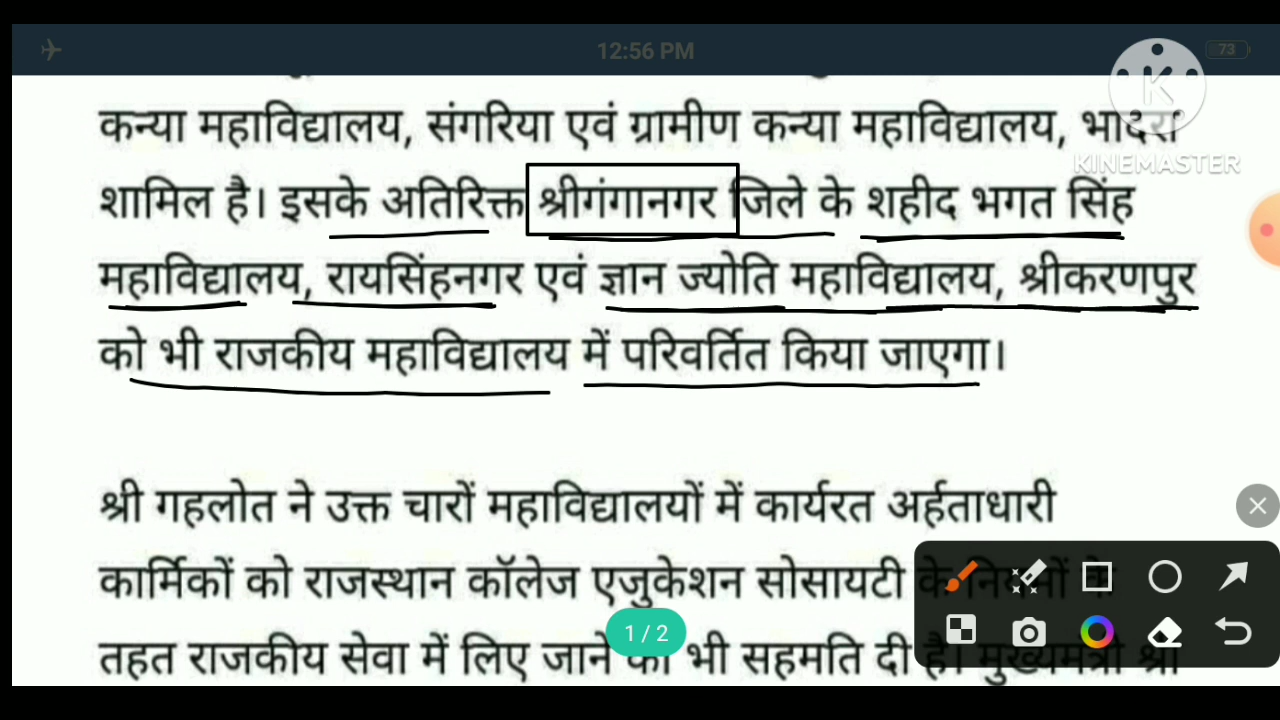 12:56 PM
73
कन्या महाविद्यालय, संगरिया एवं ग्रामीण कन्या महाविद्यालय, भादरा
KINEMASTER
शामिल है। इसके अतिरिक्त श्रीगंगानगर जिले के शहीद भगत सिंह
महाविद्यालय, रायसिंहनगर एवं ज्ञान ज्योति महाविद्यालय, श्रीकरणपुर
को भी राजकीय महाविद्यालय में परिवर्तित किया जाएगा।
श्री गहलोत ने उक्त चारों महाविद्यालयों में कार्यरत अर्हताधारी
कार्मिकों को राजस्थान कॉलेज एजुकेशन सोसायटी के नियमों के
1 / 2
तहत राजकीय सेवा में लिए जाने की भी सहमति दी है। मुख्यमंत्री श्री